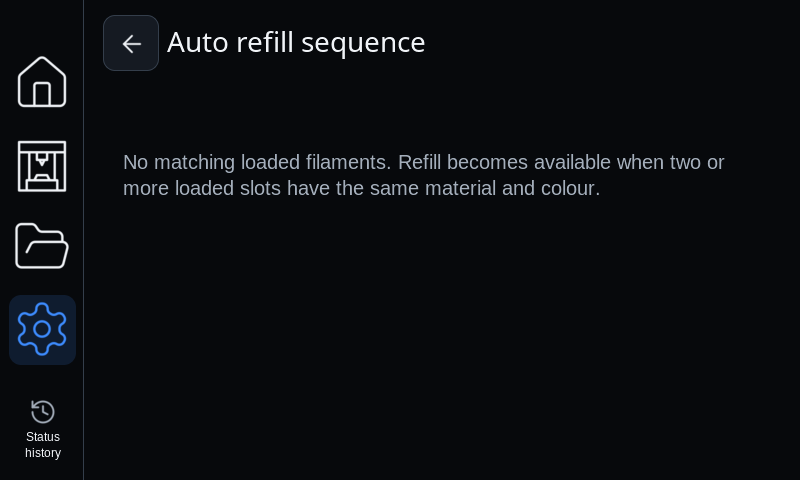 Auto refill sequence
No matching loaded filaments. Refill becomes available when two or
more loaded slots have the same material and colour.
Status
history